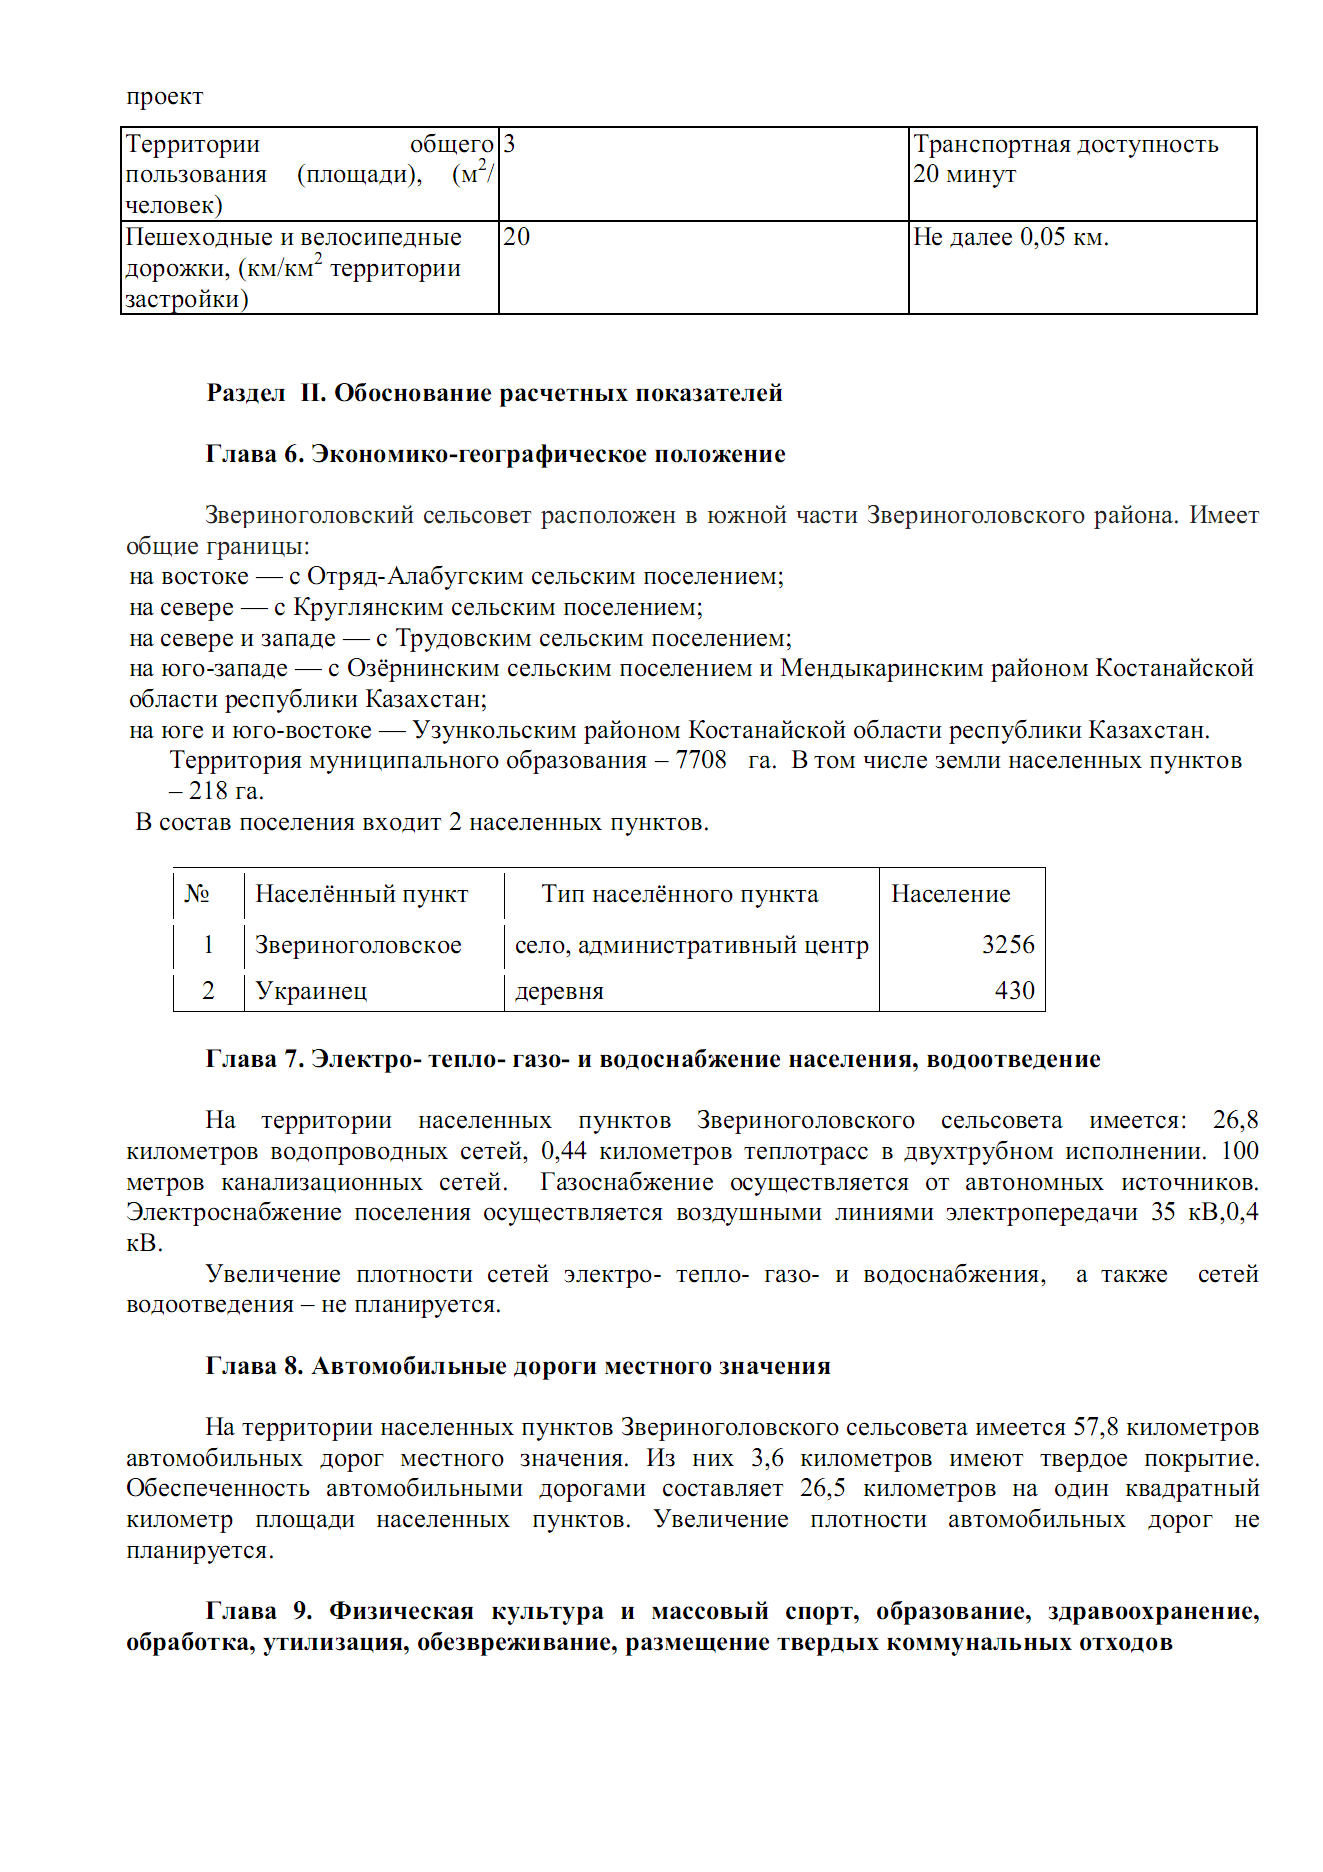 проект
Территории общего
пользования (площади), (м²/
человек)
3
Транспортная доступность
20 минут
Пешеходные и велосипедные
дорожки, (км/км² территории
застройки)
20
Не далее 0,05 км.
Раздел II. Обоснование расчетных показателей
Глава 6. Экономико-географическое положение
Звериноголовский сельсовет расположен в южной части Звериноголовского района. Имеет
общие границы:
на востоке — с Отряд-Алабугским сельским поселением;
на севере — с Круглянским сельским поселением;
на севере и западе — с Трудовским сельским поселением;
на юго-западе — с Озёрнинским сельским поселением и Мендыкаринским районом Костанайской
области республики Казахстан;
на юге и юго-востоке — Узункольским районом Костанайской области республики Казахстан.
Территория муниципального образования – 7708 га. В том числе земли населенных пунктов
– 218 га.
В состав поселения входит 2 населенных пунктов.
№ Населённый пункт Тип населённого пункта Население
1 Звериноголовское село, административный центр 3256
2 Украинец деревня 430
Глава 7. Электро- тепло- газо- и водоснабжение населения, водоотведение
На территории населенных пунктов Звериноголовского сельсовета имеется: 26,8
километров водопроводных сетей, 0,44 километров теплотрасс в двухтрубном исполнении. 100
метров канализационных сетей. Газоснабжение осуществляется от автономных источников.
Электроснабжение поселения осуществляется воздушными линиями электропередачи 35 кВ,0,4
кВ.
Увеличение плотности сетей электро- тепло- газо- и водоснабжения, а также сетей
водоотведения – не планируется.
Глава 8. Автомобильные дороги местного значения
На территории населенных пунктов Звериноголовского сельсовета имеется 57,8 километров
автомобильных дорог местного значения. Из них 3,6 километров имеют твердое покрытие.
Обеспеченность автомобильными дорогами составляет 26,5 километров на один квадратный
километр площади населенных пунктов. Увеличение плотности автомобильных дорог не
планируется.
Глава 9. Физическая культура и массовый спорт, образование, здравоохранение,
обработка, утилизация, обезвреживание, размещение твердых коммунальных отходов